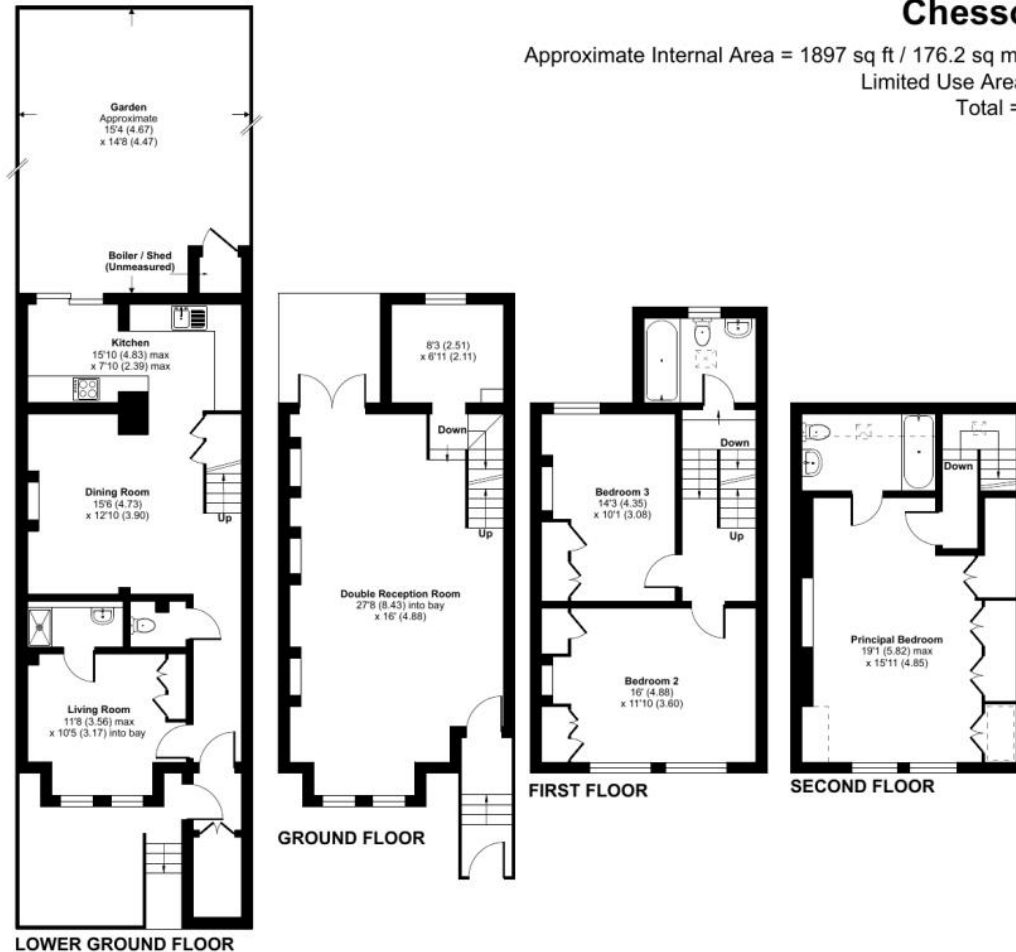 Chesso
Approximate Internal Area = 1897 sq ft / 176.2 sq m
Limited Use Area
Total =
Garden
Approximate
15'4 (4.67)
x 14'8 (4.47)
Boiler / Shed
(Unmeasured)
Kitchen
15'10 (4.83) max
x 7'10 (2.39) max
Dining Room
15'6 (4.73)
x 12'10 (3.90)
Up
Living Room
11'8 (3.56) max
x 10'5 (3.17) into bay
LOWER GROUND FLOOR
8'3 (2.51)
x 6'11 (2.11)
Down
Up
Double Reception Room
27'8 (8.43) into bay
x 16' (4.88)
GROUND FLOOR
Down
Bedroom 3
14'3 (4.35)
x 10'1 (3.08)
Up
Bedroom 2
16' (4.88)
x 11'10 (3.60)
FIRST FLOOR
Down
Principal Bedroom
19'1 (5.82) max
x 15'11 (4.85)
SECOND FLOOR